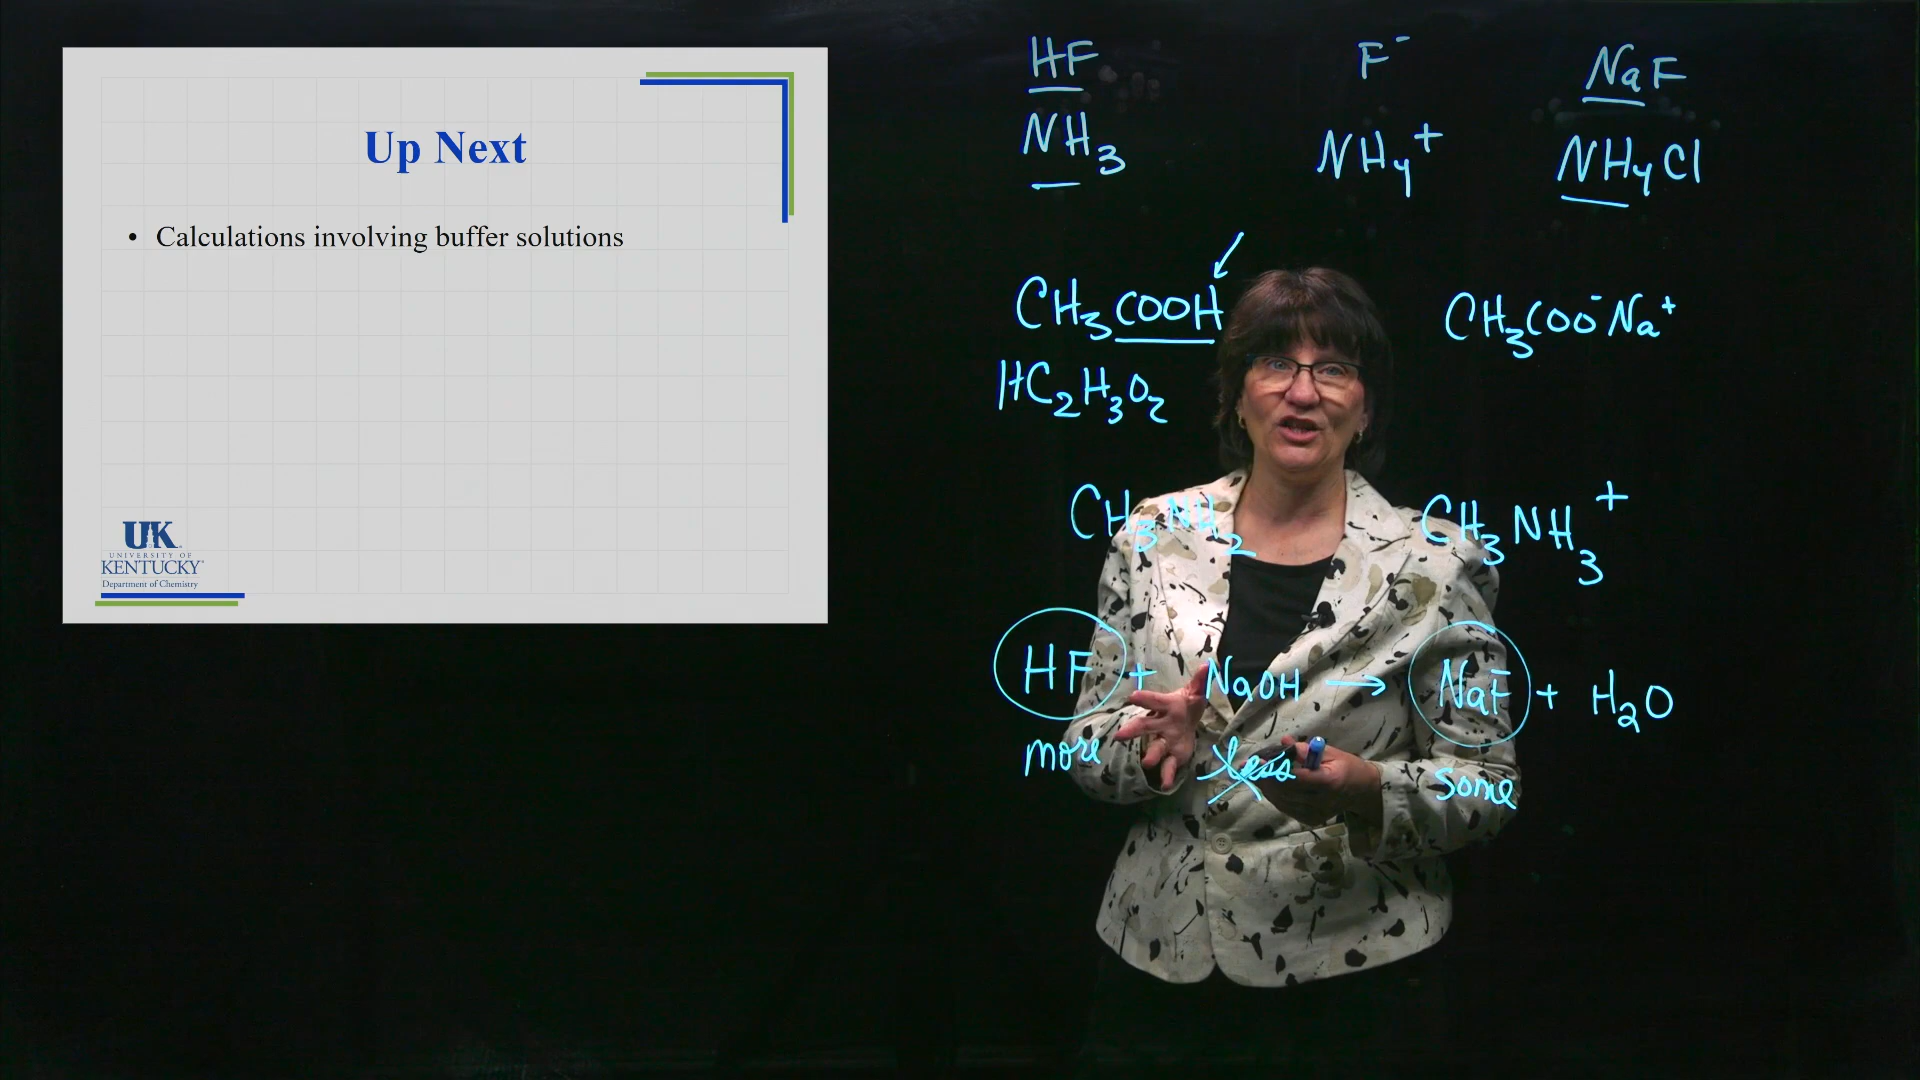 Up Next
• Calculations involving buffer solutions
UK
UNIVERSITY OF
KENTUCKY
Department of Chemistry
HF F⁻ NaF
NH₃ NH₄⁺ NH₄Cl
CH₃COOH CH₃COO⁻Na⁺
HC₂H₃O₂
CH₃NH₂ CH₃NH₃⁺
HF + NaOH → NaF + H₂O
more less some